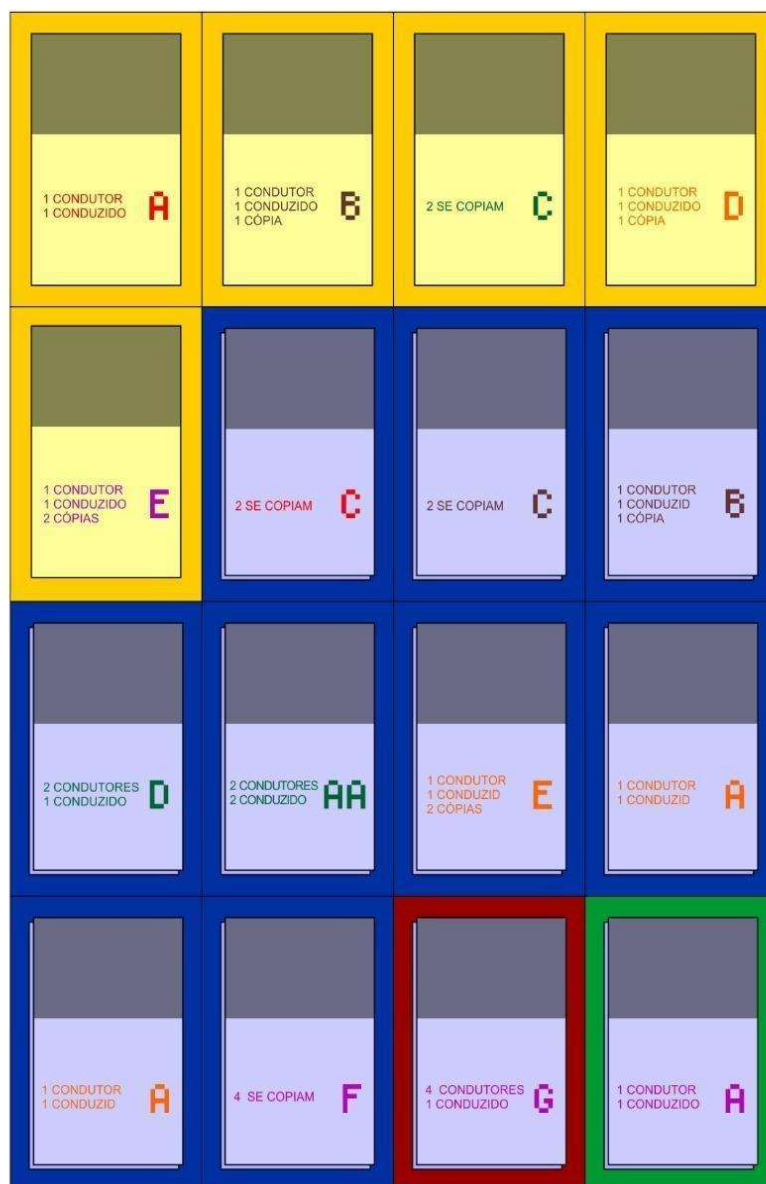 1 CONDUTOR
1 CONDUZIDO
A
1 CONDUTOR
1 CONDUZIDO
1 CÓPIA
B
2 SE COPIAM
C
1 CONDUTOR
1 CONDUZIDO
1 CÓPIA
D
1 CONDUTOR
1 CONDUZIDO
2 CÓPIAS
E
2 SE COPIAM
C
2 SE COPIAM
C
1 CONDUTOR
1 CONDUZID
1 CÓPIA
B
2 CONDUTORES
1 CONDUZIDO
D
2 CONDUTORES
2 CONDUZIDO
AA
1 CONDUTOR
1 CONDUZID
2 CÓPIAS
E
1 CONDUTOR
1 CONDUZID
A
1 CONDUTOR
1 CONDUZID
A
4 SE COPIAM
F
4 CONDUTORES
1 CONDUZIDO
G
1 CONDUTOR
1 CONDUZIDO
A